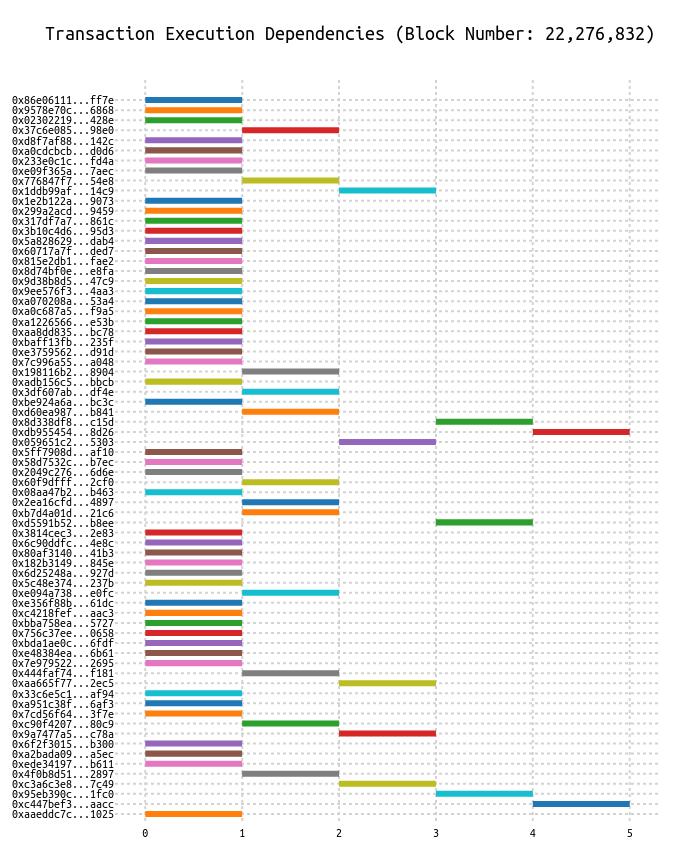 Transaction Execution Dependencies (Block Number: 22,276,832)
0x86e06111...ff7e
0x9578e70c...6868
0x02302219...428e
0x37c6e085...98e0
0xd8f7af88...142c
0xa0cdcbcb...d0d6
0x233e0c1c...fd4a
0xe09f365a...7aec
0x776847f7...54e8
0x1ddb99af...14c9
0x1e2b122a...9073
0x299a2acd...9459
0x317df7a7...861c
0x3b10c4d6...95d3
0x5a828629...dab4
0x60717a7f...ded7
0x815e2db1...fae2
0x8d74bf0e...e8fa
0x9d38b8d5...47c9
0x9ee576f3...4aa3
0xa070208a...53a4
0xa0c687a5...f9a5
0xa1226566...e53b
0xaa8dd835...bc78
0xbaff13fb...235f
0xe3759562...d91d
0x7c996a55...a048
0x198116b2...8904
0xadb156c5...bbcb
0x3df607ab...df4e
0xbe924a6a...bc3c
0xd60ea987...b841
0x8d338df8...c15d
0xdb955454...8d26
0x059651c2...5303
0x5ff7908d...af10
0x58d7532c...b7ec
0x2049c276...6d6e
0x60f9dfff...2cf0
0x08aa47b2...b463
0x2ea16cfd...4897
0xb7d4a01d...21c6
0xd5591b52...b8ee
0x3814cec3...2e83
0x6c90ddfc...4e8c
0x80af3140...41b3
0x182b3149...845e
0x6d25248a...927d
0x5c48e374...237b
0xe094a738...e0fc
0xe356f88b...61dc
0xc4218fef...aac3
0xbba758ea...5727
0x756c37ee...0658
0xbda1ae0c...6fdf
0xe48384ea...6b61
0x7e979522...2695
0x444faf74...f181
0xaa665f77...2ec5
0x33c6e5c1...af94
0xa951c38f...6af3
0x7cd56f64...3f7e
0xc90f4207...80c9
0x9a7477a5...c78a
0x6f2f3015...b300
0xa2bada09...a5ec
0xede34197...b611
0x4f0b8d51...2897
0xc3a6c3e8...7c49
0x95eb390c...1fc0
0xc447bef3...aacc
0xaaeddc7c...1025
0 1 2 3 4 5